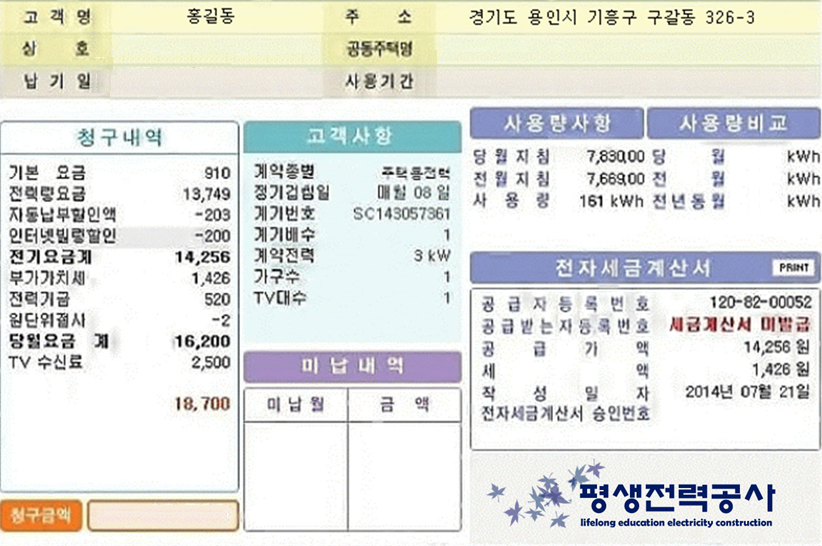 고객명 홍길동 주소 경기도 용인시 기흥구 구갈동 326-3
상호 공동주택명
납기일 사용기간
청구내역
기본 요금 910
전력량요금 13,749
자동납부할인액 -203
인터넷빌링할인 -200
전기요금계 14,256
부가가치세 1,426
전력기금 520
원단위절사 -2
당월요금 계 16,200
TV 수신료 2,500
18,700
청구금액
고객사항
계약종별 주택용전력
정기검침일 매월 08 일
계기번호 SC143057361
계기배수 1
계약전력 3 kW
가구수 1
TV대수 1
미납내역
미납월 금액
사용량사항 사용량비교
당월지침 7,830,00 당월 kWh
전월지침 7,669,00 전월 kWh
사용량 161 kWh 전년동월 kWh
전자세금계산서 PRINT
공급자등록번호 120-82-00052
공급받는자등록번호 세금계산서 미발급
공급가액 14,256 원
세액 1,426 원
작성일자 2014년 07월 21일
전자세금계산서 승인번호
평생전력공사
lifelong education electricity construction